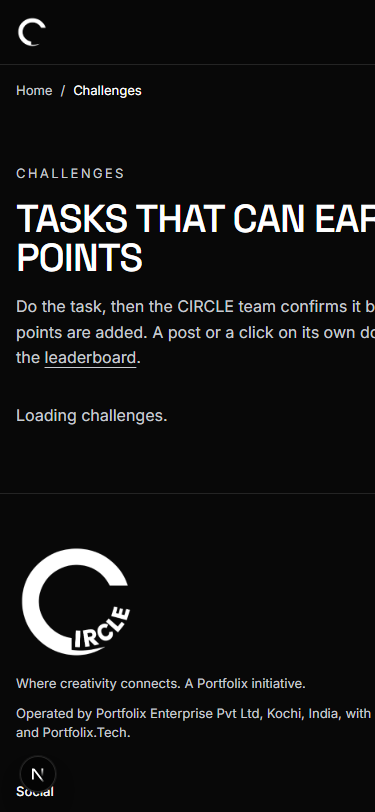 Home / Challenges
CHALLENGES
TASKS THAT CAN EAR
POINTS
Do the task, then the CIRCLE team confirms it b
points are added. A post or a click on its own do
the leaderboard.
Loading challenges.
IRCLE
Where creativity connects. A Portfolix initiative.
Operated by Portfolix Enterprise Pvt Ltd, Kochi, India, with
and Portfolix.Tech.
N
Social